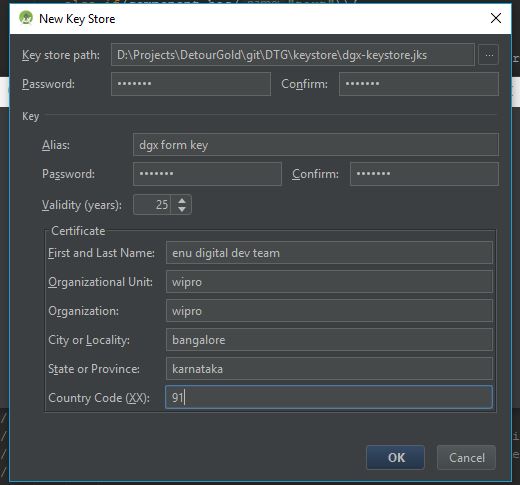 New Key Store
Key store path: D:\Projects\DetourGold\git\DTG\keystore\dgx-keystore.jks ...
Password: ••••••• Confirm: •••••••
Key
Alias: dgx form key
Password: ••••••• Confirm: •••••••
Validity (years): 25
Certificate
First and Last Name: enu digital dev team
Organizational Unit: wipro
Organization: wipro
City or Locality: bangalore
State or Province: karnataka
Country Code (XX): 91
OK Cancel